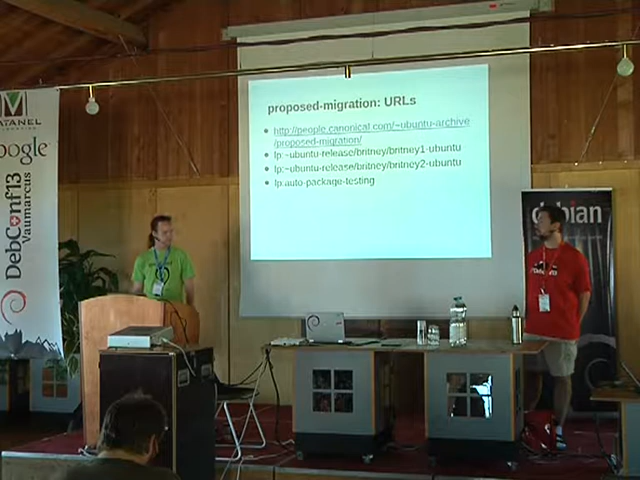 proposed-migration: URLs
http://people.canonical.com/~ubuntu-archive
/proposed-migration/
lp:~ubuntu-release/britney/britney1-ubuntu
lp:~ubuntu-release/britney/britney2-ubuntu
lp:auto-package-testing
MATANEL
oogle
DebConf13
Vaumarcus
debian